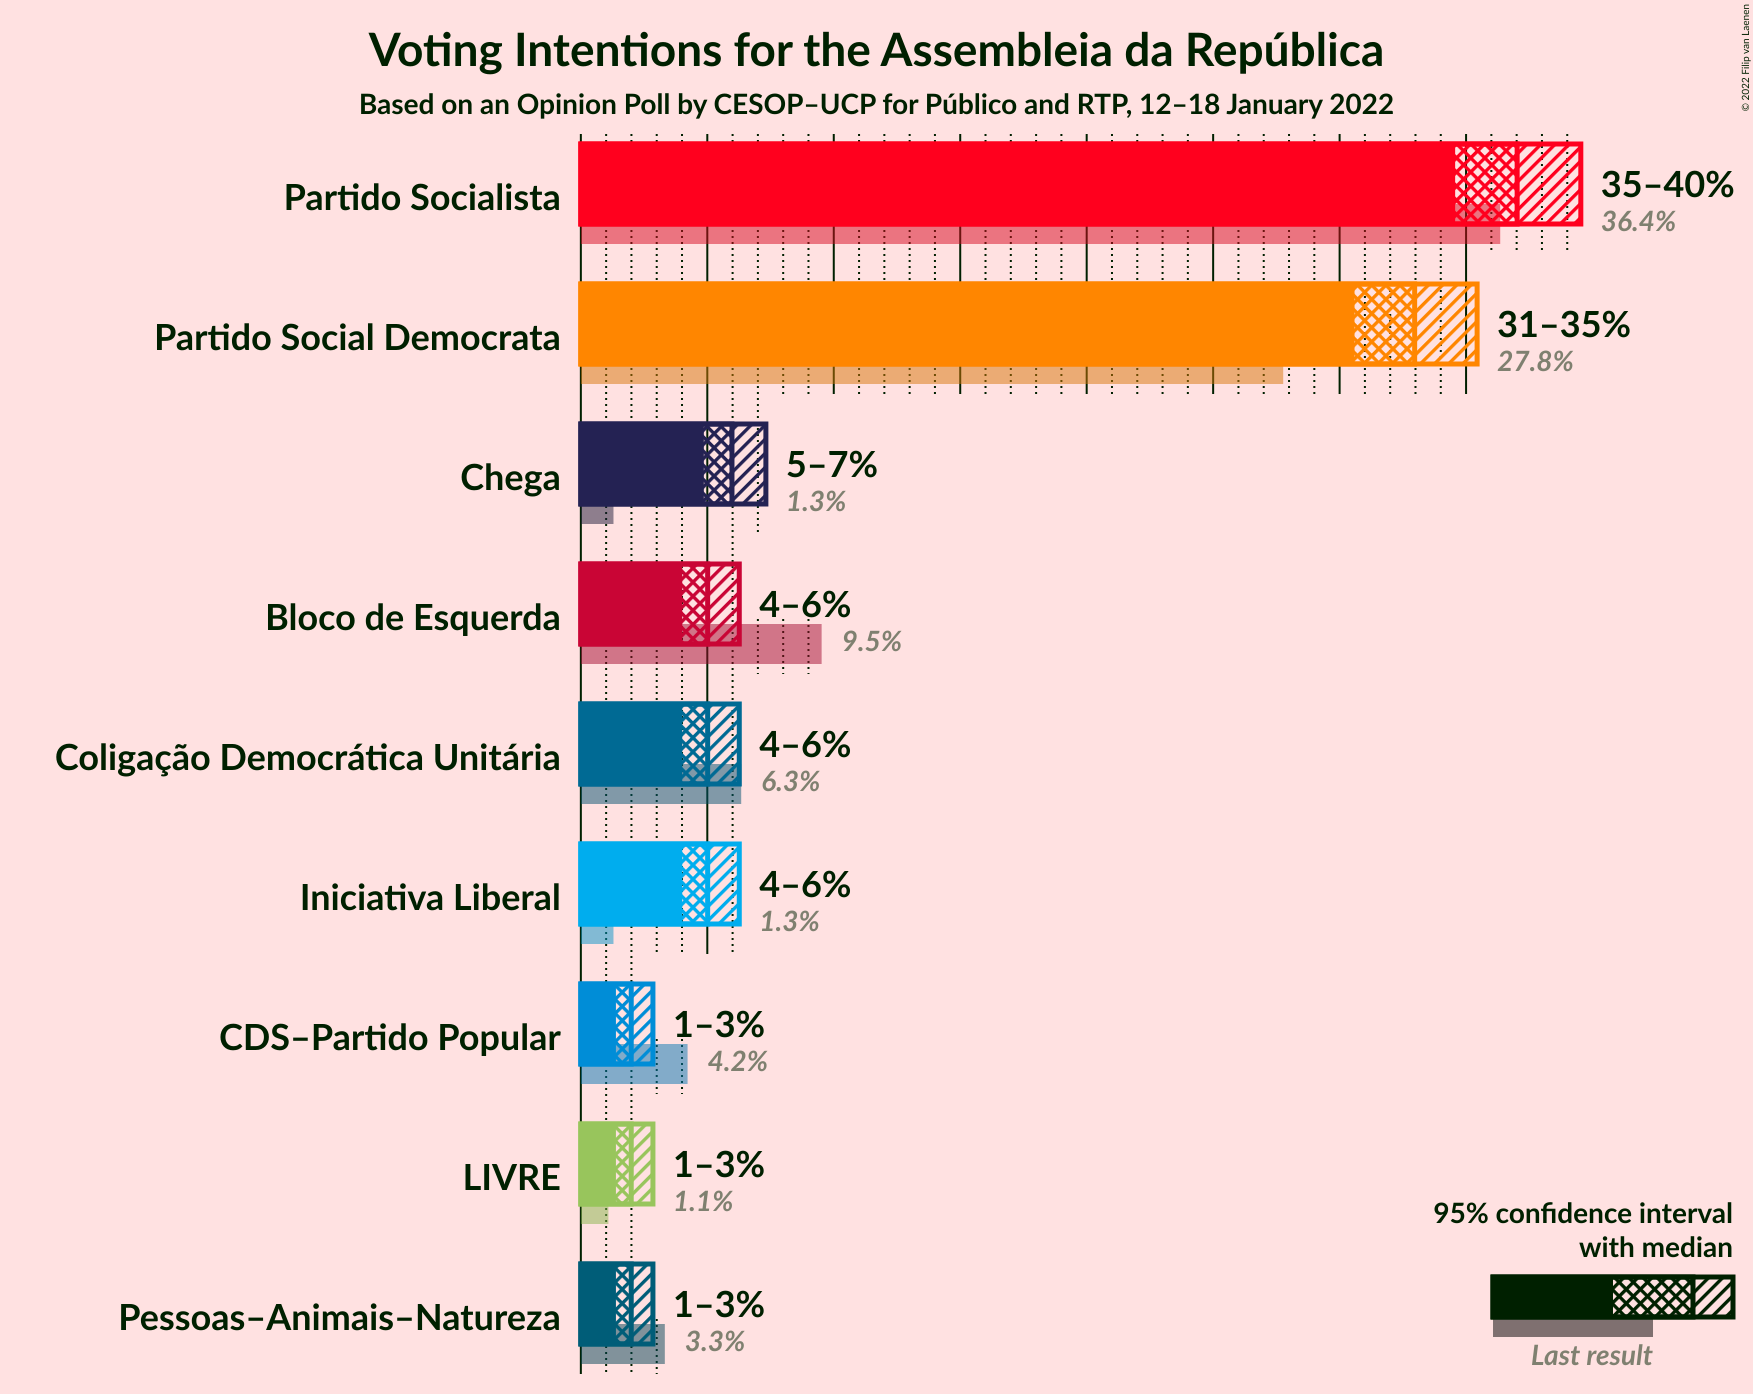 Voting Intentions for the Assembleia da República
Based on an Opinion Poll by CESOP–UCP for Público and RTP, 12–18 January 2022
© 2022 Filip van Laenen
Partido Socialista
35–40%
36.4%
Partido Social Democrata
31–35%
27.8%
Chega
5–7%
1.3%
Bloco de Esquerda
4–6%
9.5%
Coligação Democrática Unitária
4–6%
6.3%
Iniciativa Liberal
4–6%
1.3%
CDS–Partido Popular
1–3%
4.2%
LIVRE
1–3%
1.1%
Pessoas–Animais–Natureza
1–3%
3.3%
95% confidence interval
with median
Last result